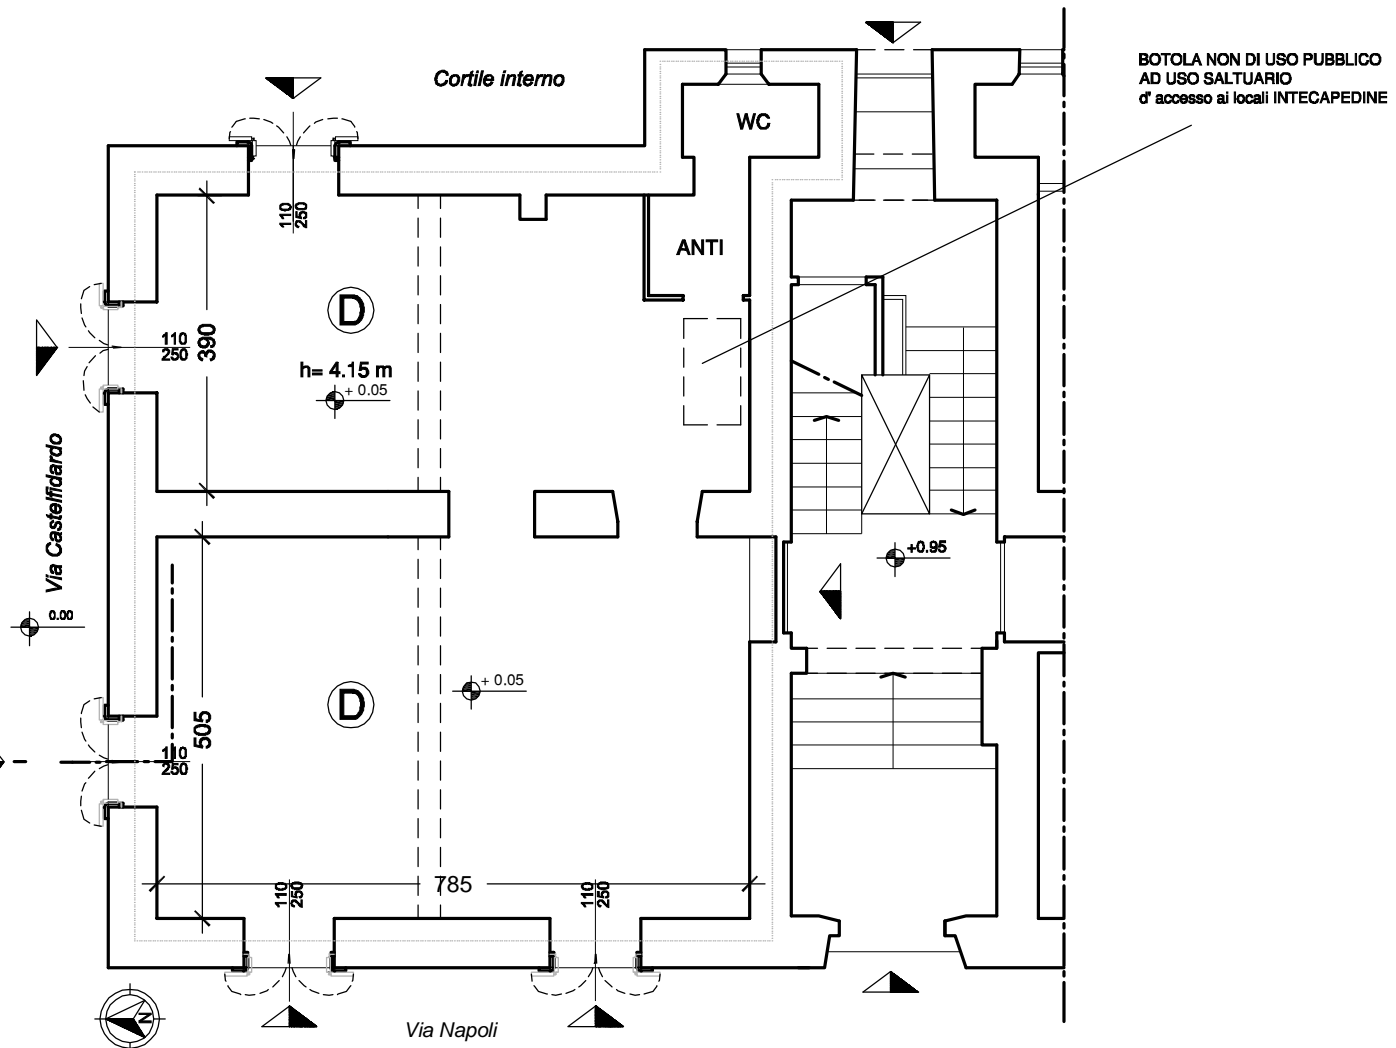 Cortile interno
BOTOLA NON DI USO PUBBLICO
AD USO SALTUARIO
d' accesso ai locali INTECAPEDINE
WC
110
250
ANTI
D
110
250
390
h= 4.15 m
+ 0.05
Via Castelfidardo
0.00
+0.95
D
+ 0.05
505
110
250
785
110
250
110
250
N
Via Napoli